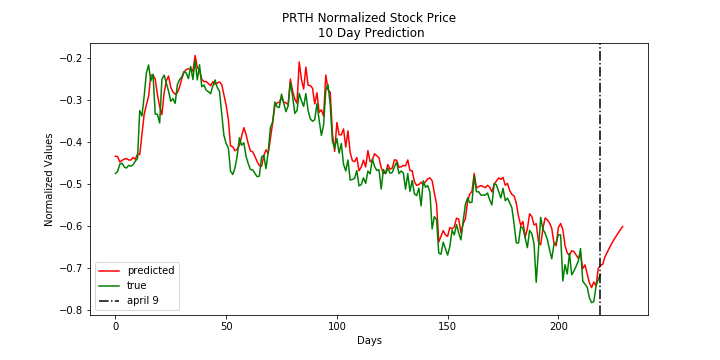 PRTH Normalized Stock Price
10 Day Prediction
Normalized Values
−0.2
−0.3
−0.4
−0.5
−0.6
−0.7
−0.8
predicted
true
april 9
0
50
100
150
200
Days